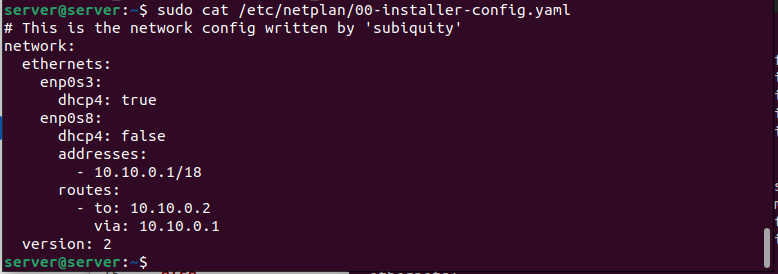 server@server:~$ sudo cat /etc/netplan/00-installer-config.yaml
# This is the network config written by 'subiquity'
network:
  ethernets:
    enp0s3:
      dhcp4: true
    enp0s8:
      dhcp4: false
      addresses:
        - 10.10.0.1/18
      routes:
        - to: 10.10.0.2
          via: 10.10.0.1
  version: 2
server@server:~$